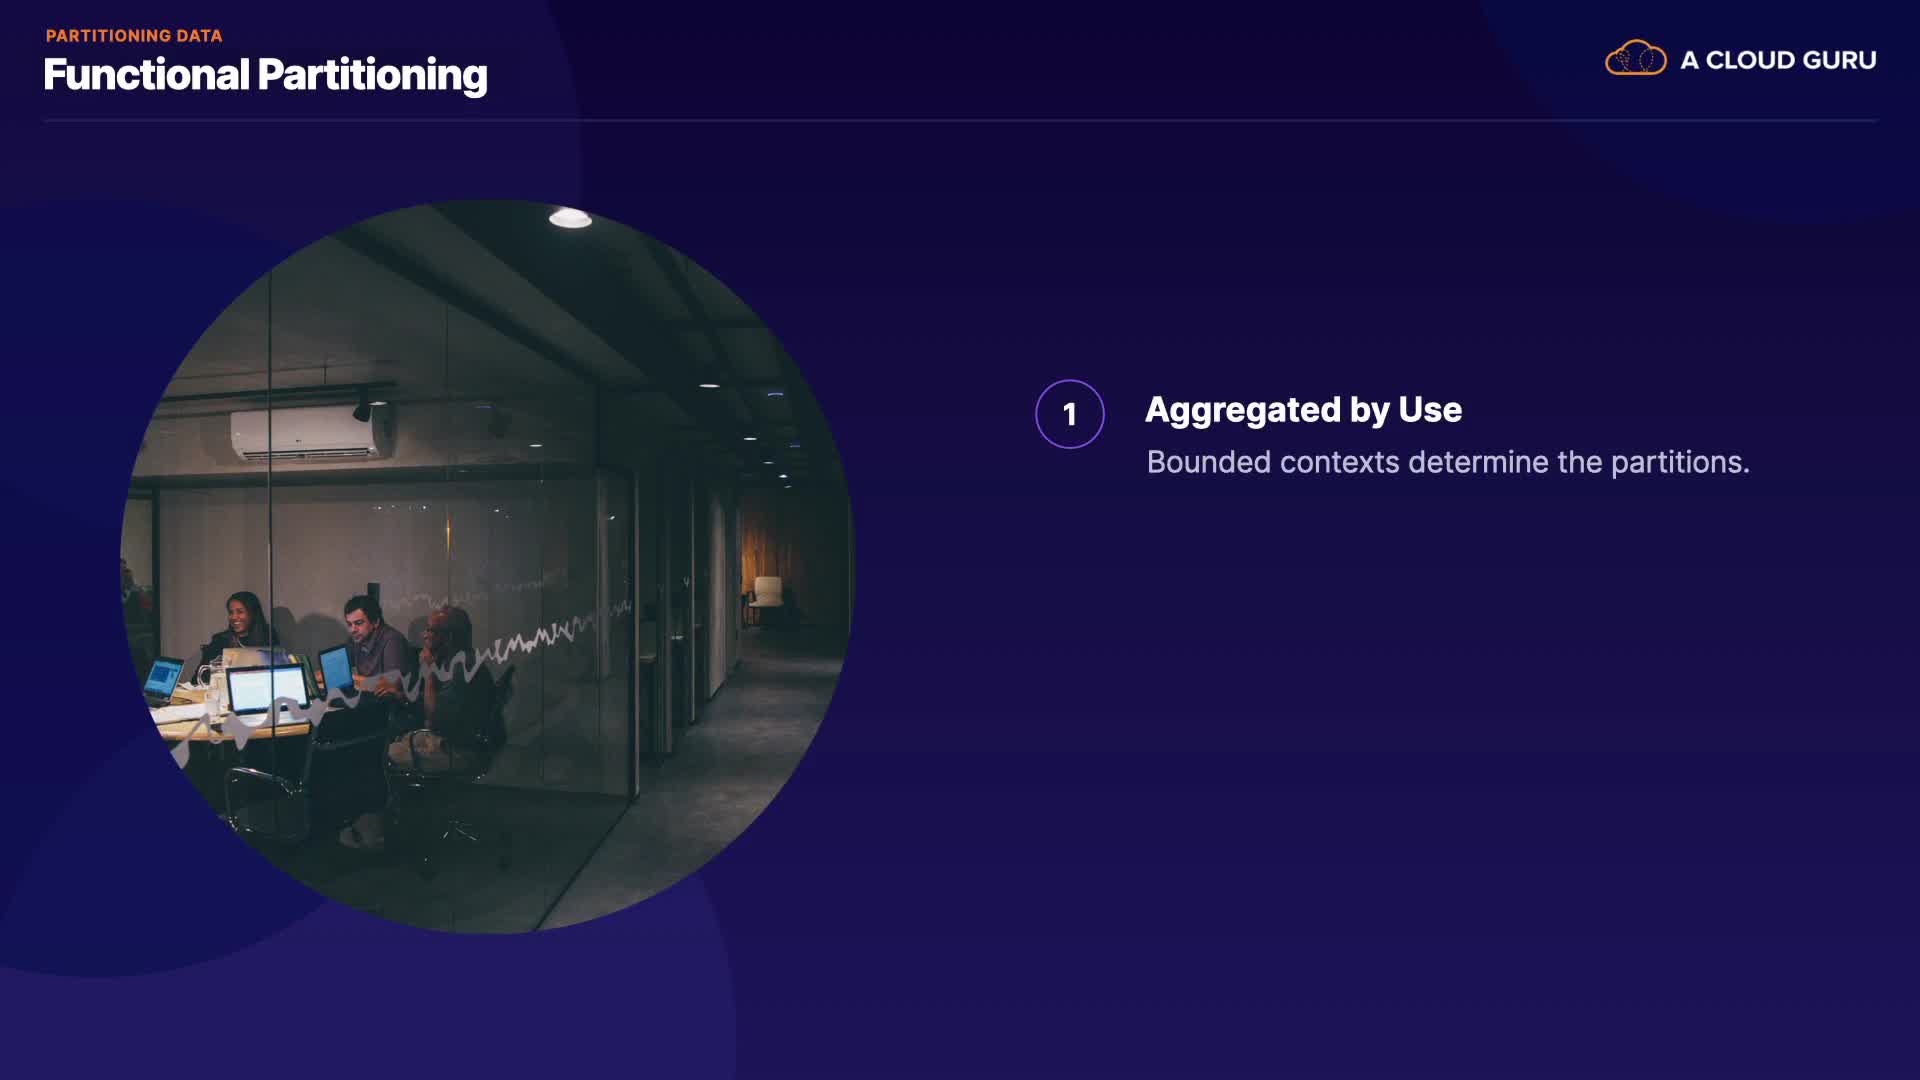 PARTITIONING DATA
Functional Partitioning
A CLOUD GURU
1
Aggregated by Use
Bounded contexts determine the partitions.